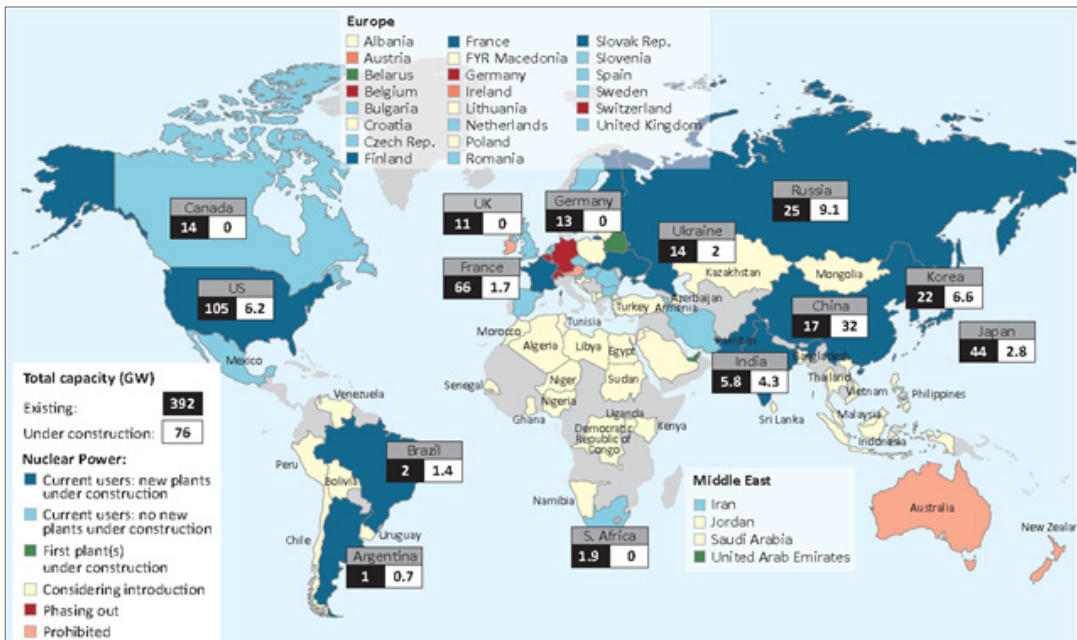 Europe
Albania
Austria
Belarus
Belgium
Bulgaria
Croatia
Czech Rep.
Finland
France
FYR Macedonia
Germany
Ireland
Lithuania
Netherlands
Poland
Romania
Slovak Rep.
Slovenia
Spain
Sweden
Switzerland
United Kingdom
Canada
14 0
US
105 6.2
Mexico
UK
11 0
Germany
13 0
France
66 1.7
Ukraine
14 2
Russia
25 9.1
Kazakhstan
Mongolia
Korea
22 6.6
China
17 32
Japan
44 2.8
India
5.8 4.3
Turkey
Azerbaijan
Armenia
Pakistan
Bangladesh
Thailand
Vietnam
Philippines
Sri Lanka
Malaysia
Indonesia
Tunisia
Morocco
Algeria
Libya
Egypt
Niger
Sudan
Senegal
Nigeria
Ghana
Uganda
Kenya
Democratic
Republic of
Congo
Namibia
S. Africa
1.9 0
Venezuela
Peru
Bolivia
Brazil
2 1.4
Chile
Uruguay
Argentina
1 0.7
Australia
New Zealand
Middle East
Iran
Jordan
Saudi Arabia
United Arab Emirates
Total capacity (GW)
Existing: 392
Under construction: 76
Nuclear Power:
Current users: new plants
under construction
Current users: no new
plants under construction
First plant(s)
under construction
Considering introduction
Phasing out
Prohibited